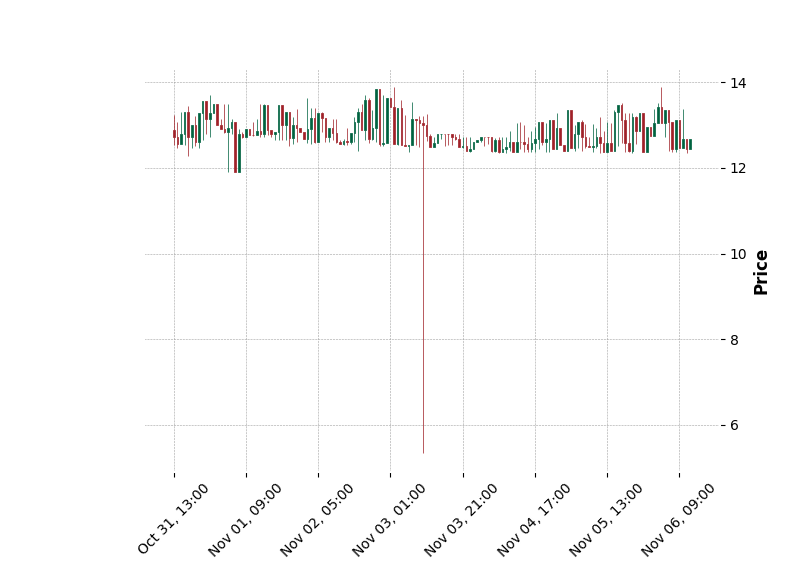 14
12
10
8
6
Price
Oct 31, 13:00
Nov 01, 09:00
Nov 02, 05:00
Nov 03, 01:00
Nov 03, 21:00
Nov 04, 17:00
Nov 05, 13:00
Nov 06, 09:00